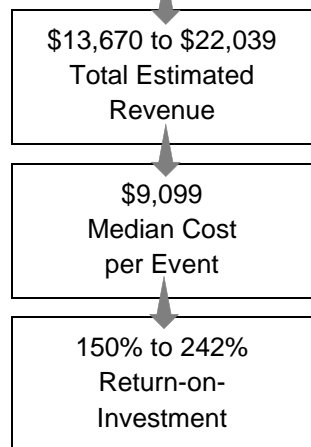 $13,670 to $22,039
Total Estimated
Revenue
$9,099
Median Cost
per Event
150% to 242%
Return-on-
Investment